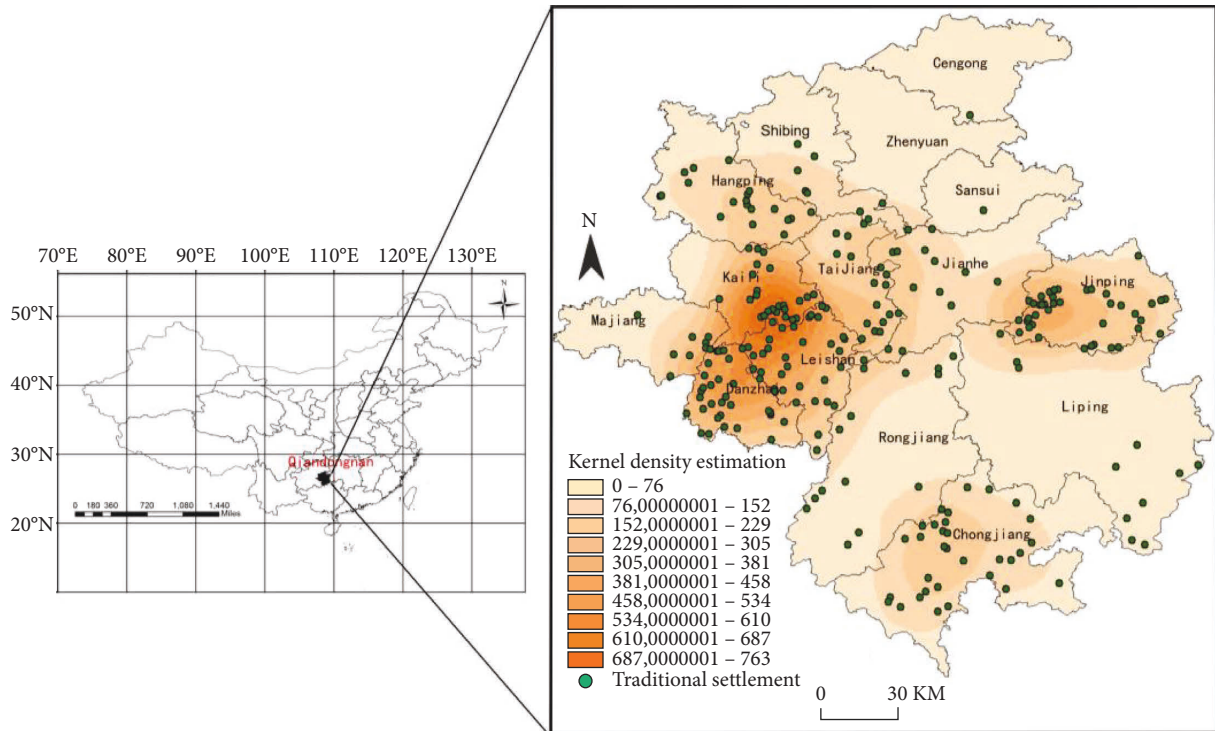 70°E 80°E 90°E 100°E 110°E 120°E 130°E
50°N
40°N
30°N
20°N
N
Qiandongnan
0 180 360 720 1,080 1,440
Miles
N
Cengong
Shibing
Zhenyuan
Hangping
Sansui
Kaili
TaiJiang
Jianhe
Jinping
Majiang
Leishan
Danzhai
Liping
Rongjiang
Chongjiang
Kernel density estimation
0 – 76
76,0000001 – 152
152,0000001 – 229
229,0000001 – 305
305,0000001 – 381
381,0000001 – 458
458,0000001 – 534
534,0000001 – 610
610,0000001 – 687
687,0000001 – 763
Traditional settlement
0 30 KM